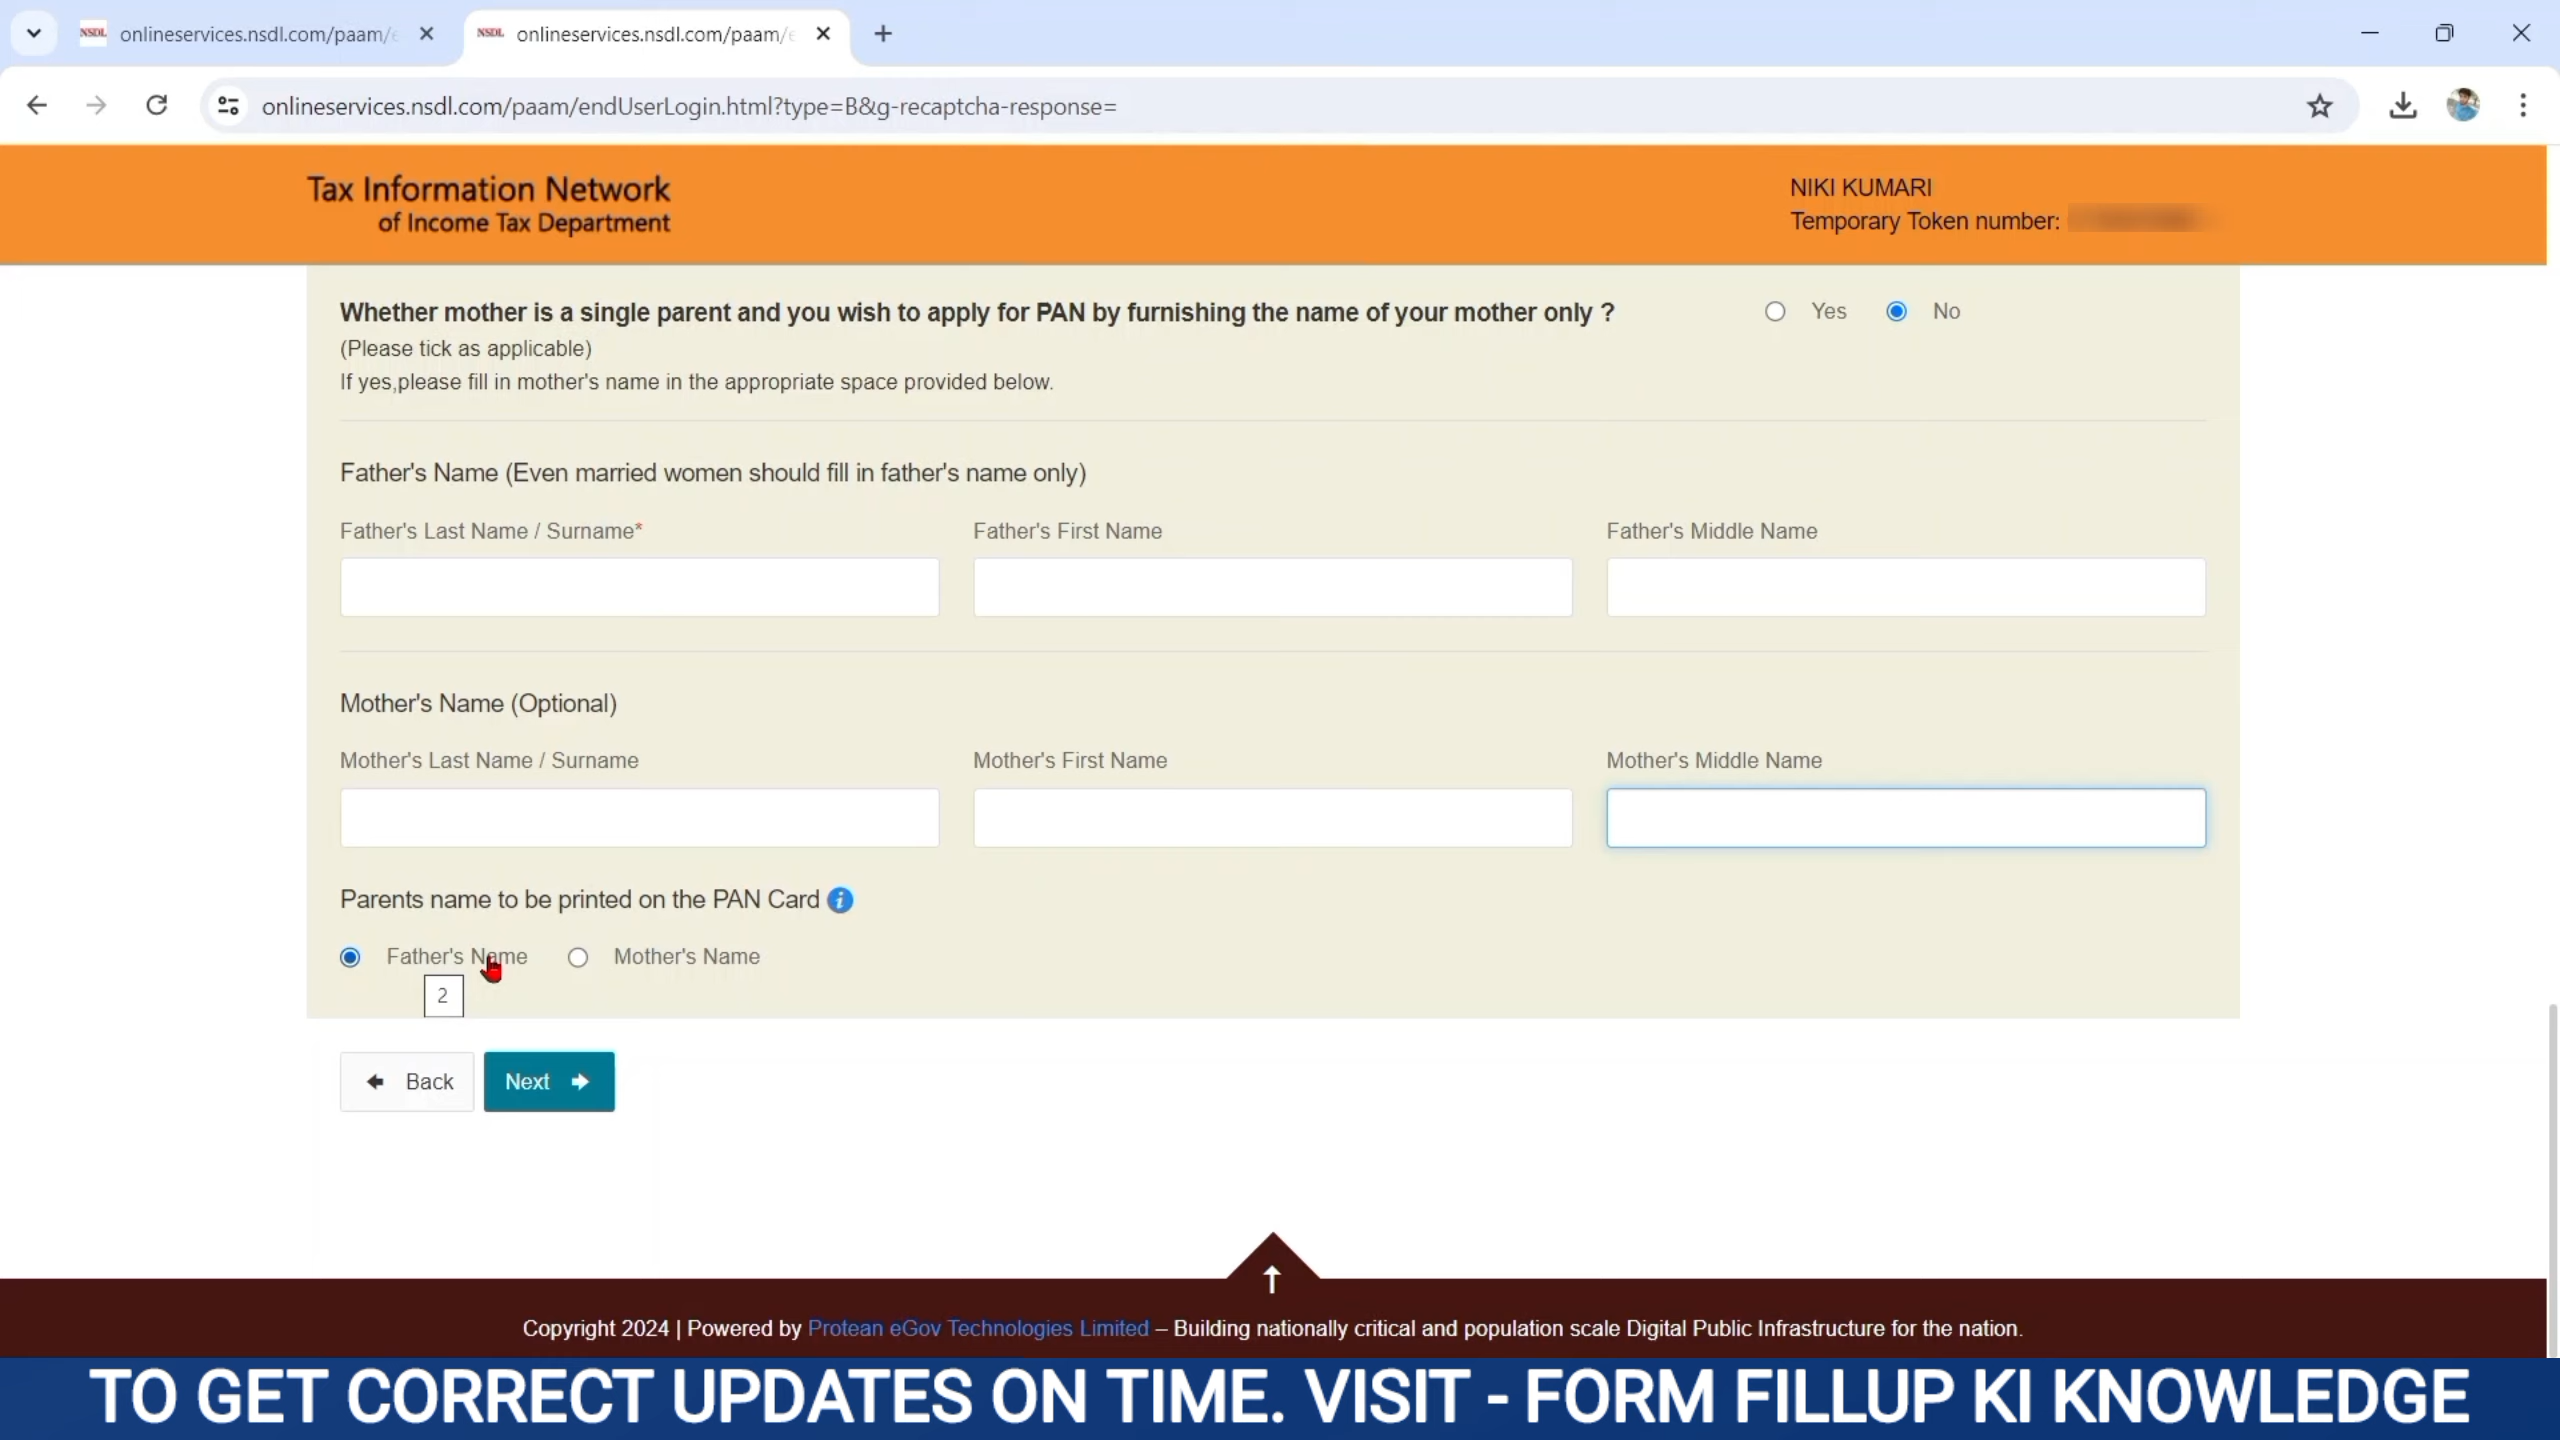 NSDL onlineservices.nsdl.com/paam/e
NSDL onlineservices.nsdl.com/paam/e
onlineservices.nsdl.com/paam/endUserLogin.html?type=B&g-recaptcha-response=
Tax Information Network
of Income Tax Department
NIKI KUMARI
Temporary Token number:
Whether mother is a single parent and you wish to apply for PAN by furnishing the name of your mother only ? Yes No
(Please tick as applicable)
If yes,please fill in mother's name in the appropriate space provided below.
Father's Name (Even married women should fill in father's name only)
Father's Last Name / Surname* Father's First Name Father's Middle Name
Mother's Name (Optional)
Mother's Last Name / Surname Mother's First Name Mother's Middle Name
Parents name to be printed on the PAN Card i
Father's Name Mother's Name
2
Back Next
Copyright 2024 | Powered by Protean eGov Technologies Limited – Building nationally critical and population scale Digital Public Infrastructure for the nation.
TO GET CORRECT UPDATES ON TIME. VISIT - FORM FILLUP KI KNOWLEDGE